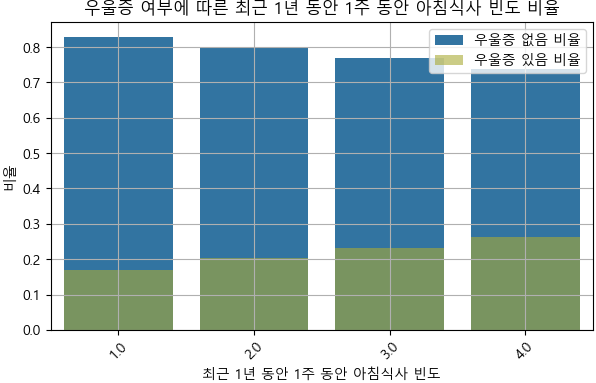 우울증 여부에 따른 최근 1년 동안 1주 동안 아침식사 빈도 비율
우울증 없음 비율
우울증 있음 비율
0.8
0.7
0.6
0.5
0.4
0.3
0.2
0.1
0.0
비율
1.0
2.0
3.0
4.0
최근 1년 동안 1주 동안 아침식사 빈도